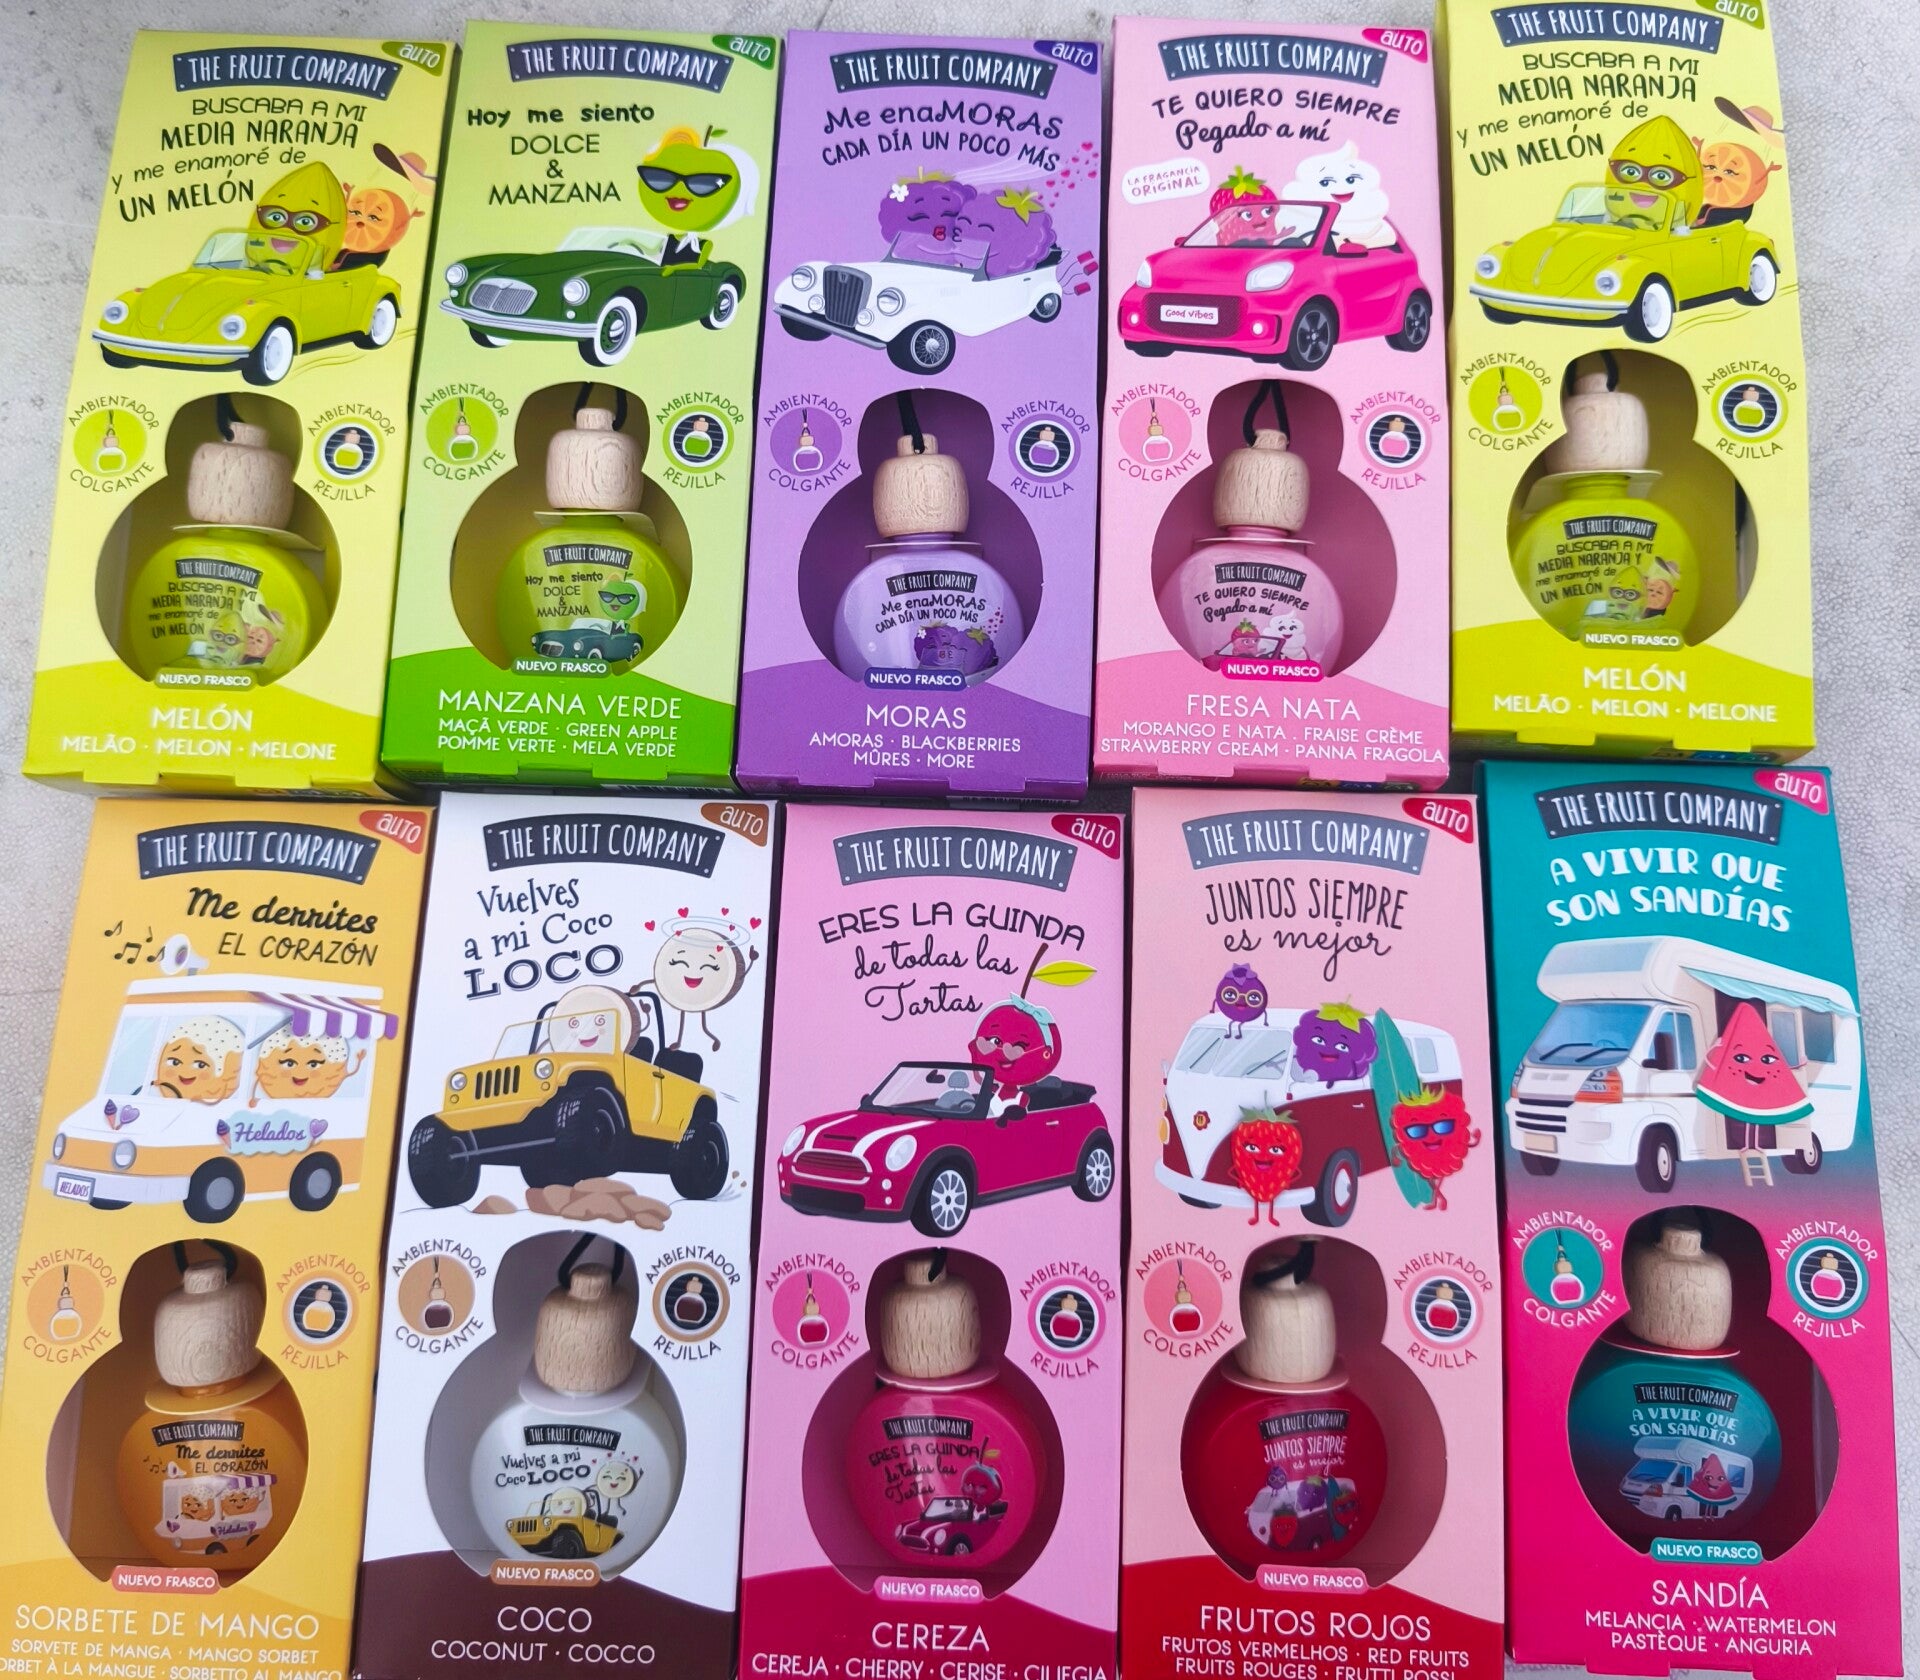 THE FRUIT COMPANY
auto
BUSCABA A MI
MEDIA NARANJA
y me enamoré de
UN MELÓN
AMBIENTADOR
COLGANTE
AMBIENTADOR
REJILLA
THE FRUIT COMPANY
BUSCABA A MI
MEDIA NARANJA Y
me enamoré de
UN MELÓN
NUEVO FRASCO
MELÓN
MELÃO · MELON · MELONE
THE FRUIT COMPANY
auto
Hoy me siento
DOLCE
&
MANZANA
AMBIENTADOR
COLGANTE
AMBIENTADOR
REJILLA
THE FRUIT COMPANY
Hoy me siento
DOLCE
&
MANZANA
NUEVO FRASCO
MANZANA VERDE
MAÇÃ VERDE · GREEN APPLE
POMME VERTE · MELA VERDE
THE FRUIT COMPANY
auto
Me enaMORAS
CADA DÍA UN POCO MÁS
AMBIENTADOR
COLGANTE
AMBIENTADOR
REJILLA
THE FRUIT COMPANY
Me enaMORAS
CADA DÍA UN POCO MÁS
NUEVO FRASCO
MORAS
AMORAS · BLACKBERRIES
MÛRES · MORE
THE FRUIT COMPANY
auto
TE QUIERO SIEMPRE
Pegado a mí
LA FRAGANCIA
ORIGINAL
Good Vibes
AMBIENTADOR
COLGANTE
AMBIENTADOR
REJILLA
THE FRUIT COMPANY
TE QUIERO SIEMPRE
Pegado a mí
NUEVO FRASCO
FRESA NATA
MORANGO E NATA . FRAISE CRÈME
STRAWBERRY CREAM · PANNA FRAGOLA
THE FRUIT COMPANY
auto
BUSCABA A MI
MEDIA NARANJA
y me enamoré de
UN MELÓN
AMBIENTADOR
COLGANTE
AMBIENTADOR
REJILLA
THE FRUIT COMPANY
BUSCABA A MI
MEDIA NARANJA Y
me enamoré de
UN MELÓN
NUEVO FRASCO
MELÓN
MELÃO · MELON · MELONE
THE FRUIT COMPANY
auto
Me derrites
EL CORAZÓN
Helados
HELADOS
AMBIENTADOR
COLGANTE
AMBIENTADOR
REJILLA
THE FRUIT COMPANY
Me derrites
EL CORAZÓN
Helados
NUEVO FRASCO
SORBETE DE MANGO
SORVETE DE MANGA · MANGO SORBET
ORBET À LA MANGUE · SORBETTO AL MANGO
THE FRUIT COMPANY
auto
Vuelves
a mi Coco
LOCO
AMBIENTADOR
COLGANTE
AMBIENTADOR
REJILLA
THE FRUIT COMPANY
Vuelves a mi
Coco LOCO
NUEVO FRASCO
COCO
COCONUT · COCCO
THE FRUIT COMPANY
auto
ERES LA GUINDA
de todas las
Tartas
AMBIENTADOR
COLGANTE
AMBIENTADOR
REJILLA
THE FRUIT COMPANY
ERES LA GUINDA
de todas las
Tartas
NUEVO FRASCO
CEREZA
CEREJA · CHERRY · CERISE · CILIEGIA
THE FRUIT COMPANY
auto
JUNTOS SIEMPRE
es mejor
AMBIENTADOR
COLGANTE
AMBIENTADOR
REJILLA
THE FRUIT COMPANY
JUNTOS SIEMPRE
es mejor
NUEVO FRASCO
FRUTOS ROJOS
FRUTOS VERMELHOS · RED FRUITS
FRUITS ROUGES · FRUTTI ROSSI
THE FRUIT COMPANY
auto
A VIVIR QUE
SON SANDÍAS
AMBIENTADOR
COLGANTE
AMBIENTADOR
REJILLA
THE FRUIT COMPANY
A VIVIR QUE
SON SANDÍAS
NUEVO FRASCO
SANDÍA
MELANCIA · WATERMELON
PASTÈQUE · ANGURIA